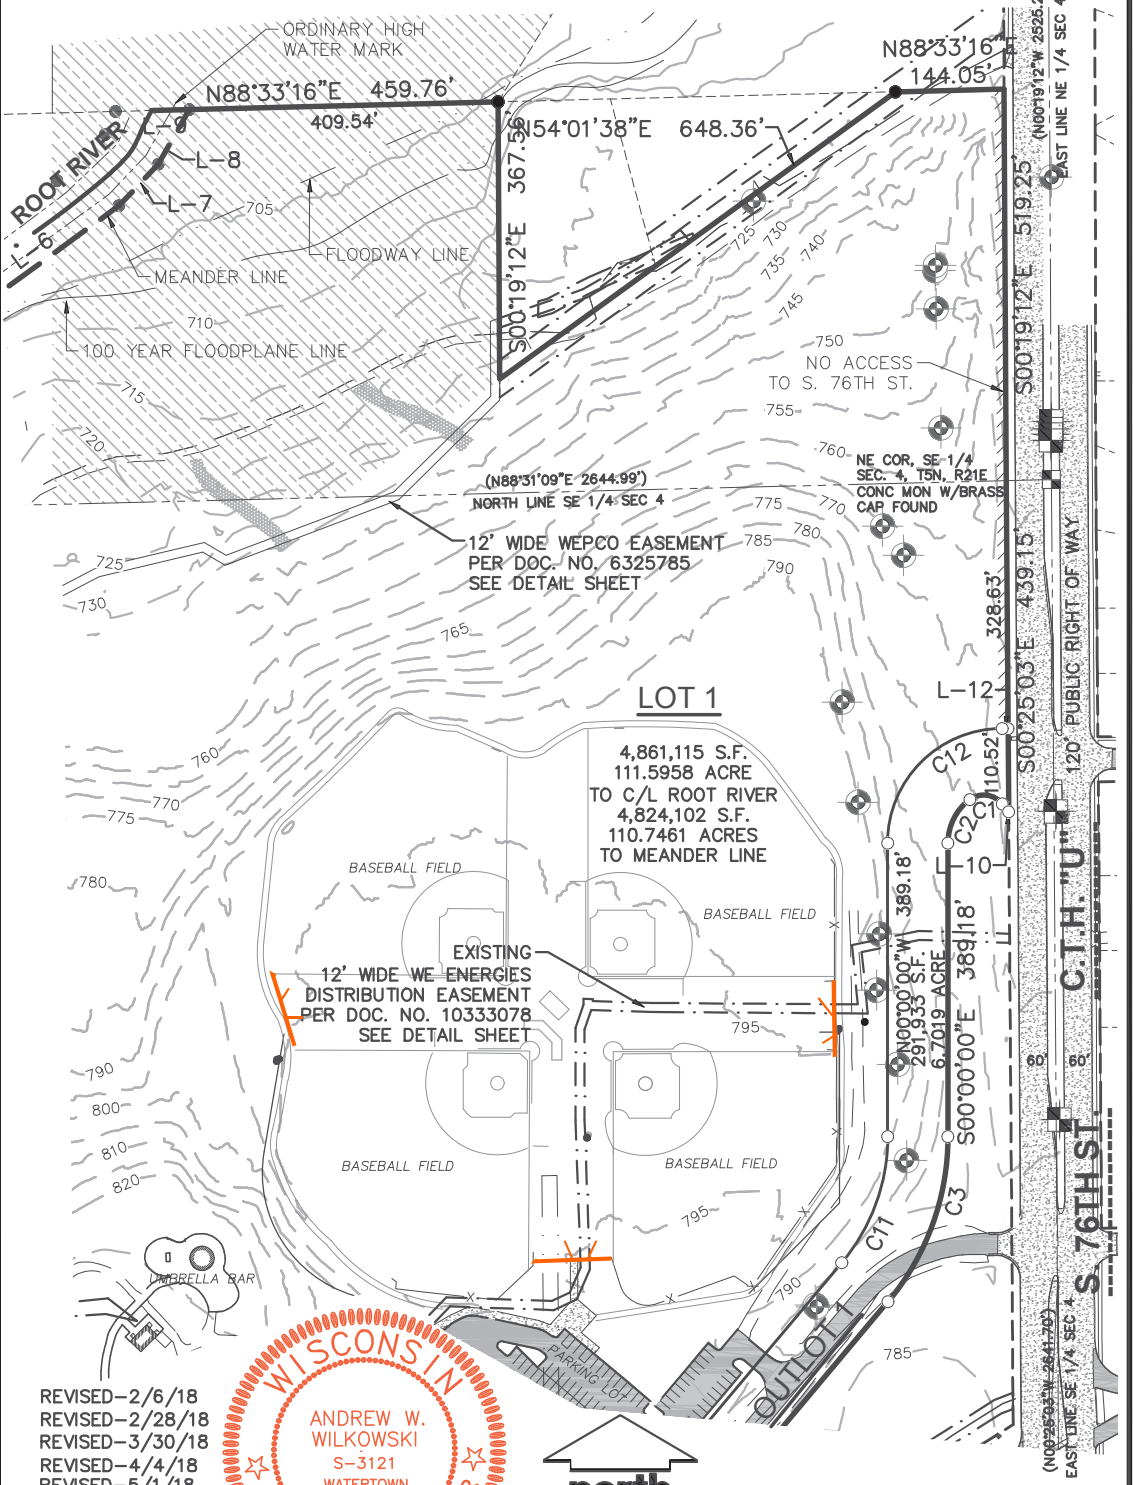 ORDINARY HIGH
WATER MARK
N88°33'16"E 459.76'
409.54'
N88°33'16"E
144.05'
N54°01'38"E 648.36'
S00°19'12"E 367.56'
ROOT RIVER
L-9
L-8
L-7
L-6
705
FLOODWAY LINE
MEANDER LINE
710
100 YEAR FLOODPLANE LINE
715
720
725
730
725
730
735
740
745
750
NO ACCESS
TO S. 76TH ST.
755
760
S00°19'12"E 519.25'
EAST LINE NE 1/4 SEC 4
NE COR, SE 1/4
SEC. 4, T5N, R21E
CONC MON W/BRASS
CAP FOUND
(N88°31'09"E 2644.99')
NORTH LINE SE 1/4 SEC 4
775
770
780
785
790
765
12' WIDE WEPCO EASEMENT
PER DOC. NO. 6325785
SEE DETAIL SHEET
328.63'
S00°25'03"E 439.15'
120' PUBLIC RIGHT OF WAY
L-12
110.52'
LOT 1
4,861,115 S.F.
111.5958 ACRE
TO C/L ROOT RIVER
4,824,102 S.F.
110.7461 ACRES
TO MEANDER LINE
C12
C1
C2
L-10
760
770
775
780
BASEBALL FIELD
BASEBALL FIELD
EXISTING
12' WIDE WE ENERGIES
DISTRIBUTION EASEMENT
PER DOC. NO. 10333078
SEE DETAIL SHEET
795
N00°00'00"W 389.18'
291,933 S.F.
6.7019 ACRE
S00°00'00"E 389.18'
C.T.H. "U"
60'
60'
S 76TH ST.
790
800
810
820
BASEBALL FIELD
BASEBALL FIELD
795
C3
C11
790
785
UMBRELLA BAR
PARKING LOT
OUTLOT 1
(N00°25'03"W 2641.70')
EAST LINE SE 1/4 SEC 4
REVISED-2/6/18
REVISED-2/28/18
REVISED-3/30/18
REVISED-4/4/18
REVISED-5/1/18
WISCONSIN
ANDREW W.
WILKOWSKI
S-3121
WATERTOWN
north